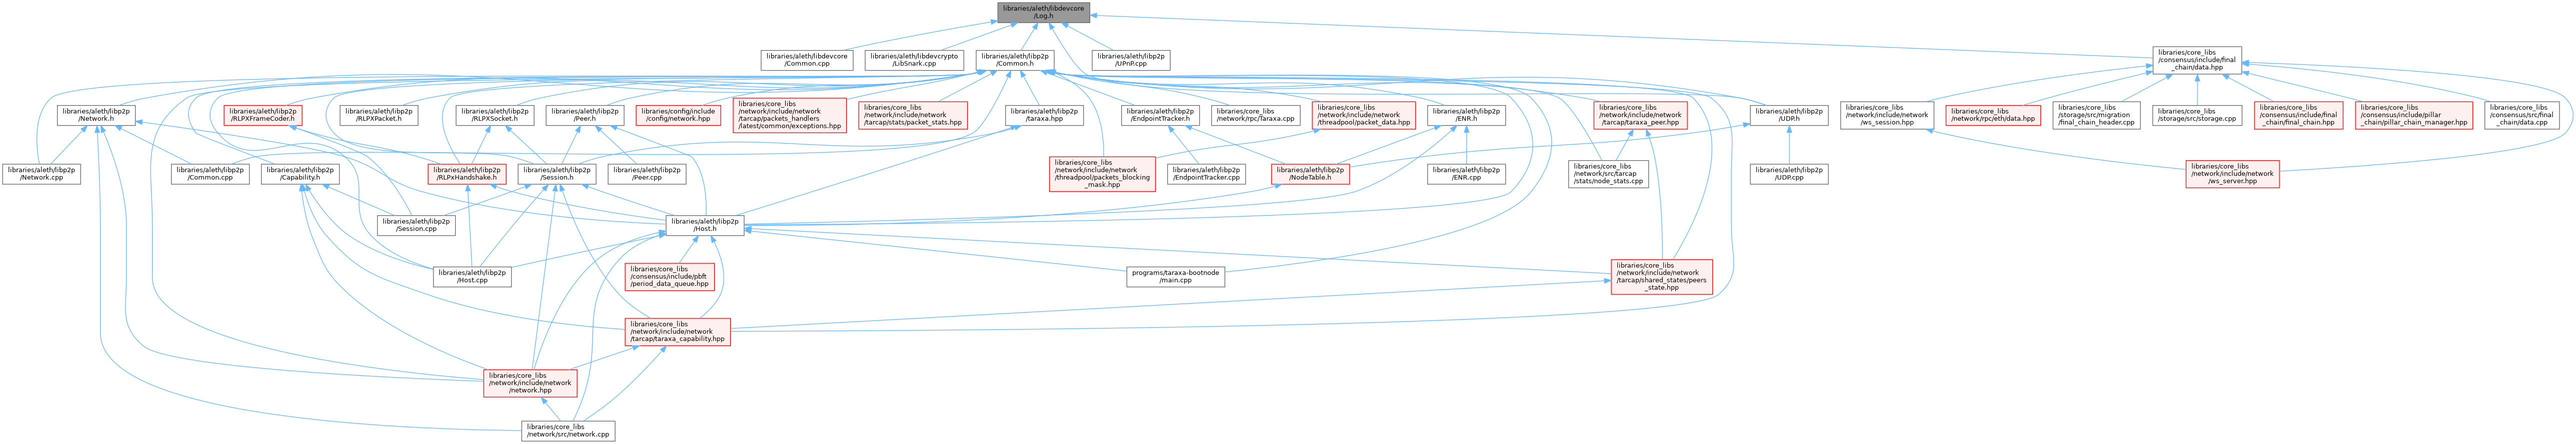 libraries/aleth/libdevcore
/Log.h
libraries/aleth/libdevcore
/Common.cpp
libraries/aleth/libdevcrypto
/LibSnark.cpp
libraries/aleth/libp2p
/Common.h
libraries/aleth/libp2p
/UPnP.cpp
libraries/core_libs
/consensus/include/final
_chain/data.hpp
libraries/aleth/libp2p
/Network.h
libraries/aleth/libp2p
/RLPXFrameCoder.h
libraries/aleth/libp2p
/RLPXPacket.h
libraries/aleth/libp2p
/RLPXSocket.h
libraries/aleth/libp2p
/Peer.h
libraries/config/include
/config/network.hpp
libraries/core_libs
/network/include/network
/tarcap/packets_handlers
/latest/common/exceptions.hpp
libraries/core_libs
/network/include/network
/tarcap/stats/packet_stats.hpp
libraries/aleth/libp2p
/taraxa.hpp
libraries/aleth/libp2p
/EndpointTracker.h
libraries/core_libs
/network/rpc/Taraxa.cpp
libraries/core_libs
/network/include/network
/threadpool/packet_data.hpp
libraries/aleth/libp2p
/ENR.h
libraries/core_libs
/network/include/network
/tarcap/taraxa_peer.hpp
libraries/aleth/libp2p
/UDP.h
libraries/core_libs
/network/include/network
/ws_session.hpp
libraries/core_libs
/network/rpc/eth/data.hpp
libraries/core_libs
/storage/src/migration
/final_chain_header.cpp
libraries/core_libs
/storage/src/storage.cpp
libraries/core_libs
/consensus/include/final
_chain/final_chain.hpp
libraries/core_libs
/consensus/include/pillar
_chain/pillar_chain_manager.hpp
libraries/core_libs
/consensus/src/final
_chain/data.cpp
libraries/aleth/libp2p
/Network.cpp
libraries/aleth/libp2p
/Common.cpp
libraries/aleth/libp2p
/Capability.h
libraries/aleth/libp2p
/RLPxHandshake.h
libraries/aleth/libp2p
/Session.h
libraries/aleth/libp2p
/Peer.cpp
libraries/core_libs
/network/include/network
/threadpool/packets_blocking
_mask.hpp
libraries/aleth/libp2p
/EndpointTracker.cpp
libraries/aleth/libp2p
/NodeTable.h
libraries/aleth/libp2p
/ENR.cpp
libraries/core_libs
/network/src/tarcap
/stats/node_stats.cpp
libraries/aleth/libp2p
/UDP.cpp
libraries/core_libs
/network/include/network
/ws_server.hpp
libraries/aleth/libp2p
/Session.cpp
libraries/aleth/libp2p
/Host.h
libraries/aleth/libp2p
/Host.cpp
libraries/core_libs
/consensus/include/pbft
/period_data_queue.hpp
programs/taraxa-bootnode
/main.cpp
libraries/core_libs
/network/include/network
/tarcap/shared_states/peers
_state.hpp
libraries/core_libs
/network/include/network
/tarcap/taraxa_capability.hpp
libraries/core_libs
/network/include/network
/network.hpp
libraries/core_libs
/network/src/network.cpp